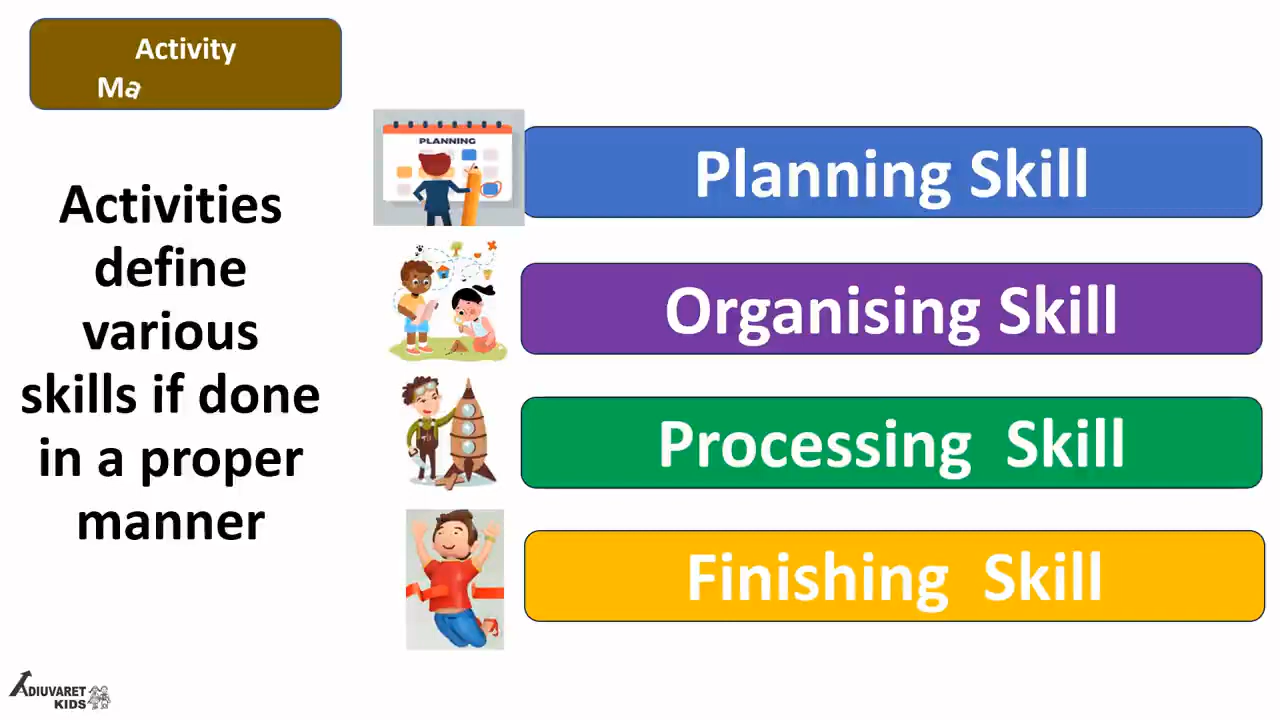 Activity
Ma
Activities
define
various
skills if done
in a proper
manner
PLANNING
Planning Skill
Organising Skill
Processing Skill
Finishing Skill
ADIUVARET
KIDS